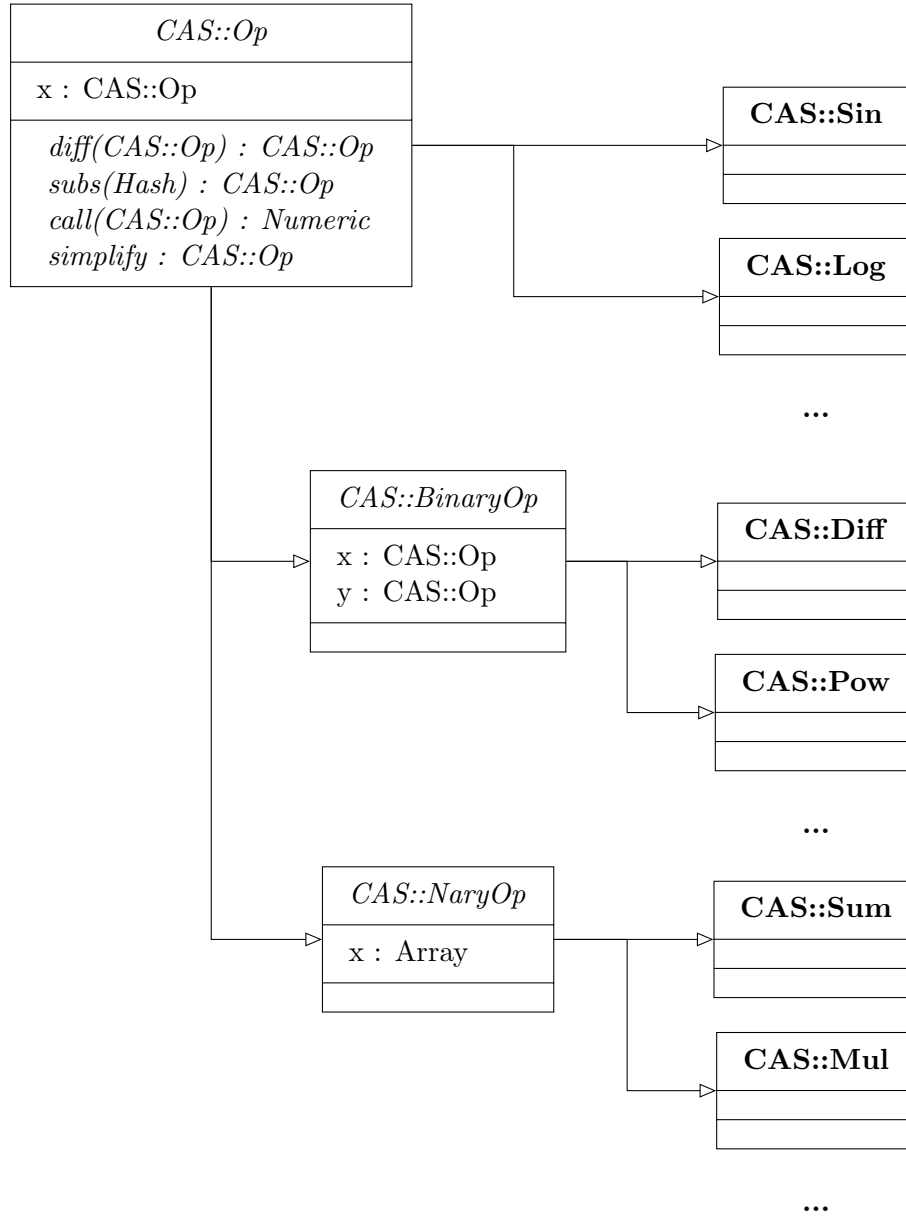 CAS::Op
x : CAS::Op
diff(CAS::Op) : CAS::Op
subs(Hash) : CAS::Op
call(CAS::Op) : Numeric
simplify : CAS::Op
CAS::Sin
CAS::Log
...
CAS::BinaryOp
x : CAS::Op
y : CAS::Op
CAS::Diff
CAS::Pow
...
CAS::NaryOp
x : Array
CAS::Sum
CAS::Mul
...